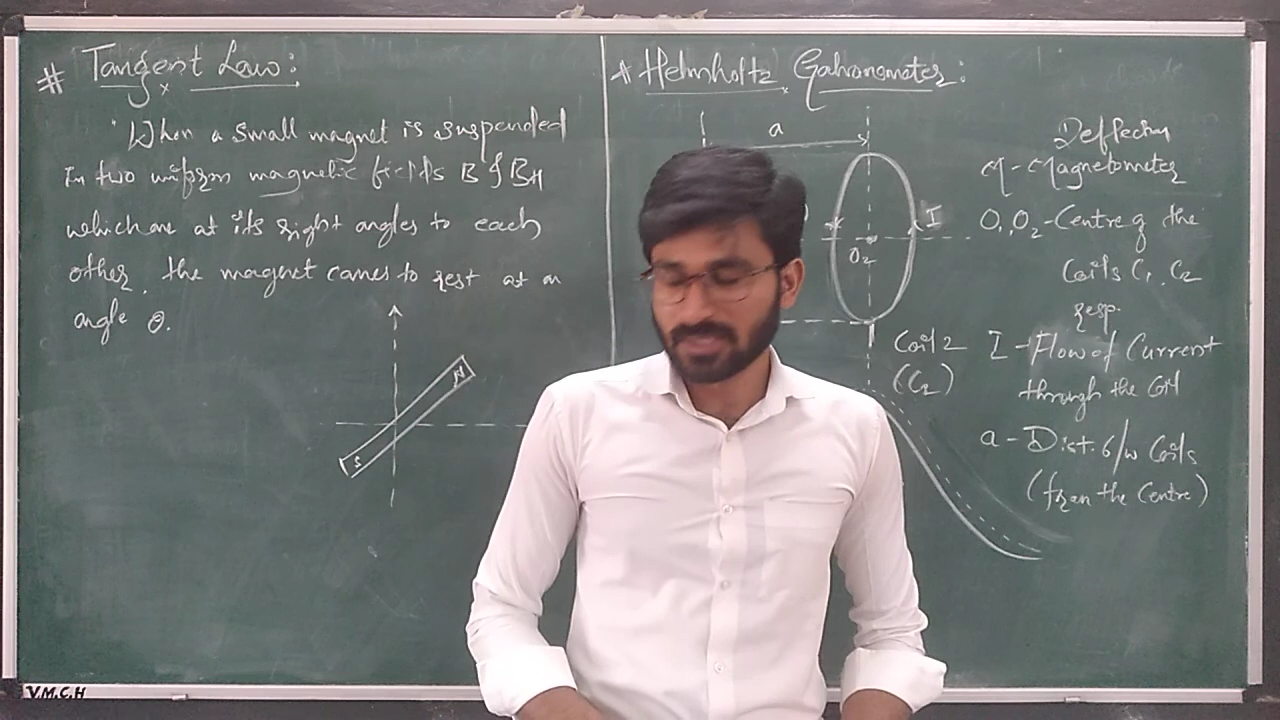 # Tangent Law:
"When a small magnet is suspended
In two uniform magnetic fields B & BH
which are at its right angles to each
other, the magnet comes to rest at an
angle θ.
N
S
* Helmholtz Galvanometer:
a
I
O2
Coil 2
(C2)
Deflection
M - Magnetometer
O1, O2 - Centre of the
Coils C1, C2
resp.
I - Flow of Current
through the Coil
a - Dist. b/w Coils
(from the Centre)
V.M.C.H